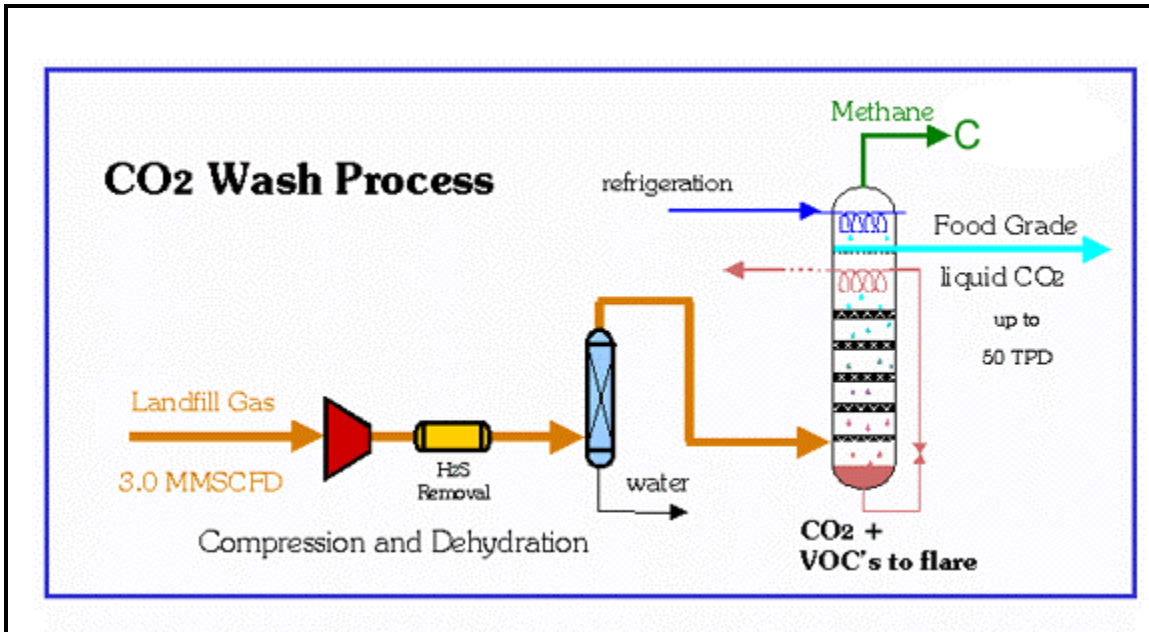 Methane
C
CO2 Wash Process
refrigeration
Food Grade
liquid CO2
up to
50 TPD
Landfill Gas
3.0 MMSCFD
H2S
Removal
water
Compression and Dehydration
CO2 +
VOC's to flare